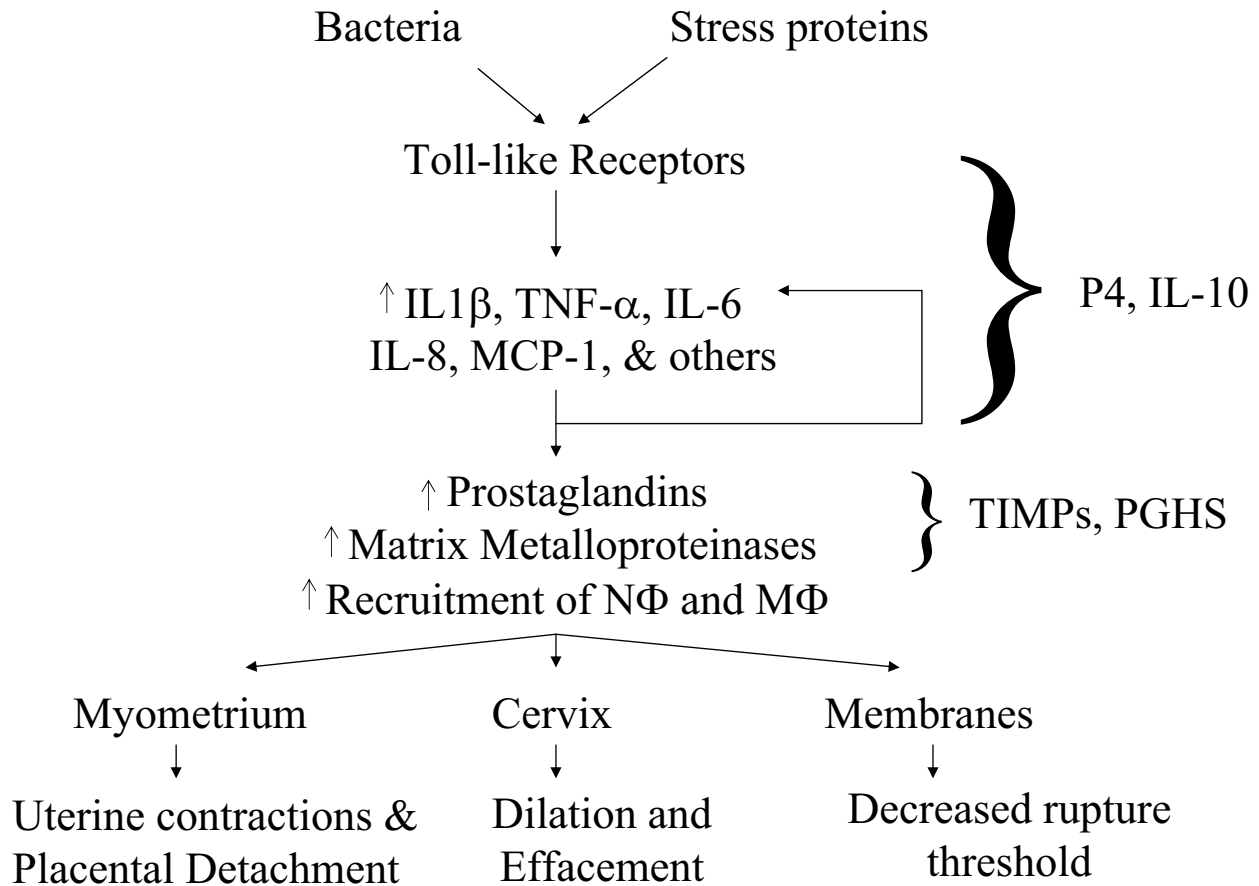 Bacteria
Stress proteins
Toll-like Receptors
↑ IL1β, TNF-α, IL-6
IL-8, MCP-1, & others
P4, IL-10
↑ Prostaglandins
↑ Matrix Metalloproteinases
↑ Recruitment of NΦ and MΦ
TIMPs, PGHS
Myometrium
Cervix
Membranes
Uterine contractions &
Placental Detachment
Dilation and
Effacement
Decreased rupture
threshold